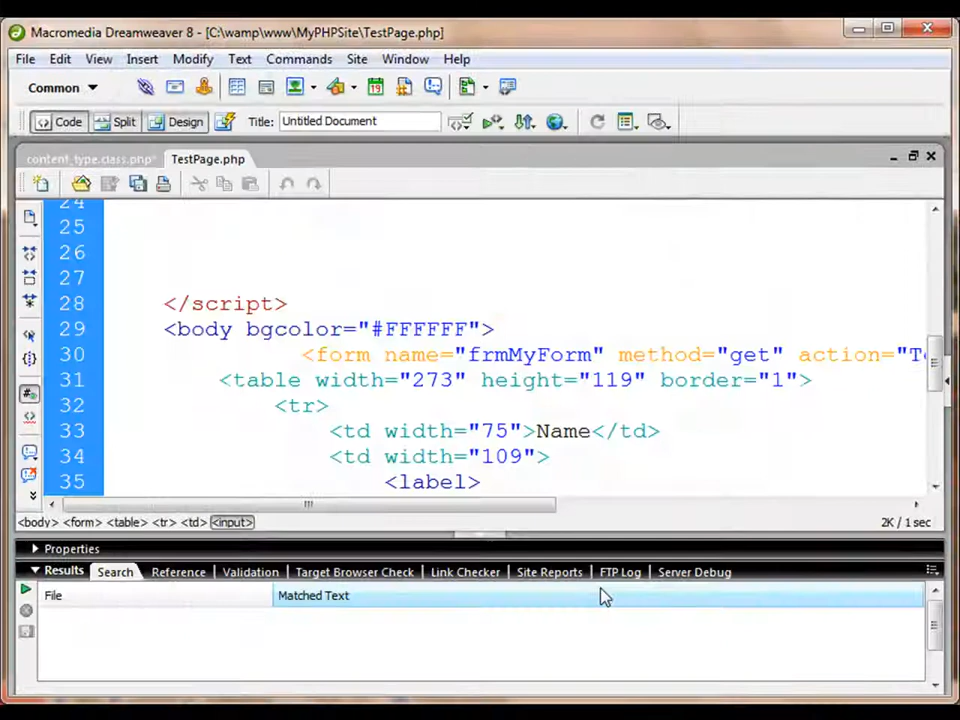 Macromedia Dreamweaver 8 - [C:\wamp\www\MyPHPSite\TestPage.php]
File Edit View Insert Modify Text Commands Site Window Help
Common
Code Split Design Title: Untitled Document
content_type.class.php* TestPage.php
24
25
26
27
28 </script>
29 <body bgcolor="#FFFFFF">
30 <form name="frmMyForm" method="get" action="T
31 <table width="273" height="119" border="1">
32 <tr>
33 <td width="75">Name</td>
34 <td width="109">
35 <label>
<body> <form> <table> <tr> <td> <input> 2K / 1 sec
Properties
Results Search Reference Validation Target Browser Check Link Checker Site Reports FTP Log Server Debug
File Matched Text